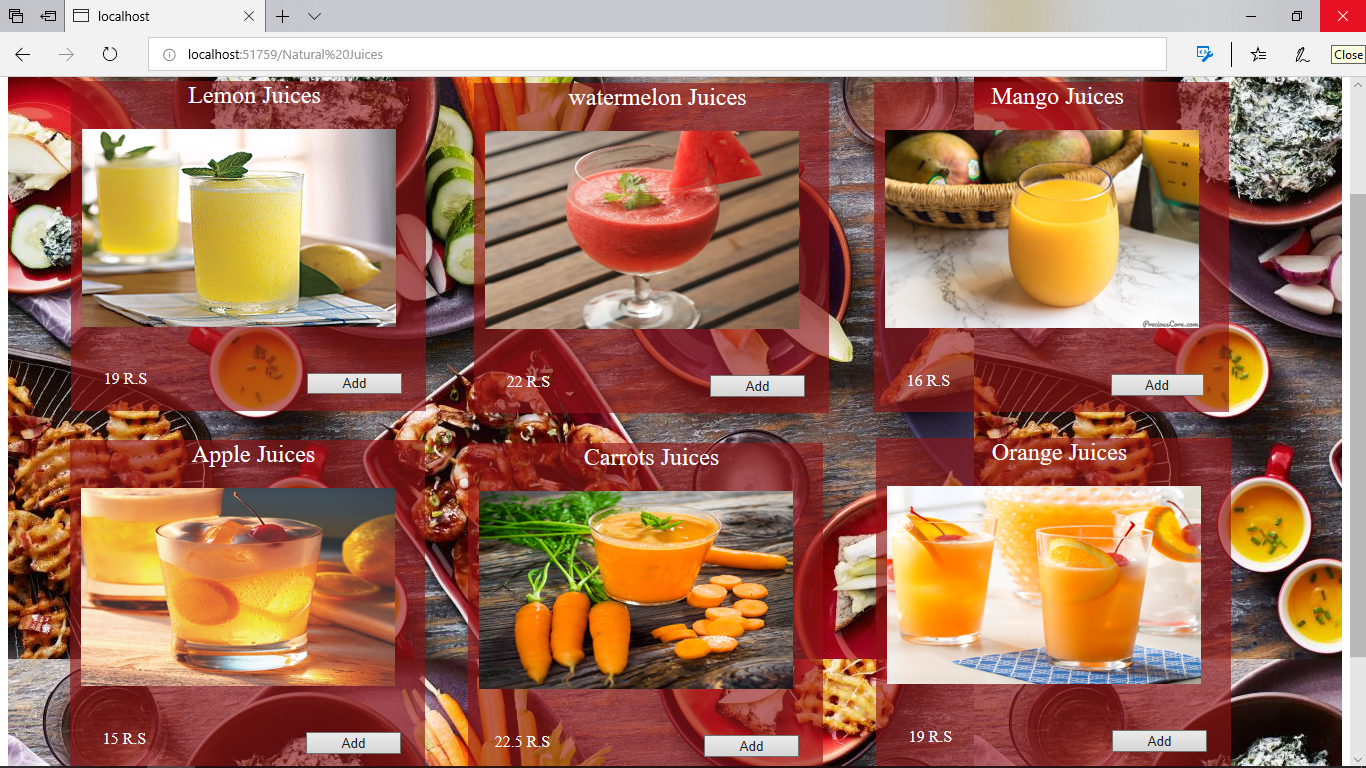 localhost
localhost:51759/Natural%20Juices
Close
Lemon Juices
watermelon Juices
Mango Juices
PreciousCore.com
19 R.S
Add
22 R.S
Add
16 R.S
Add
Apple Juices
Carrots Juices
Orange Juices
15 R.S
Add
22.5 R.S
Add
19 R.S
Add